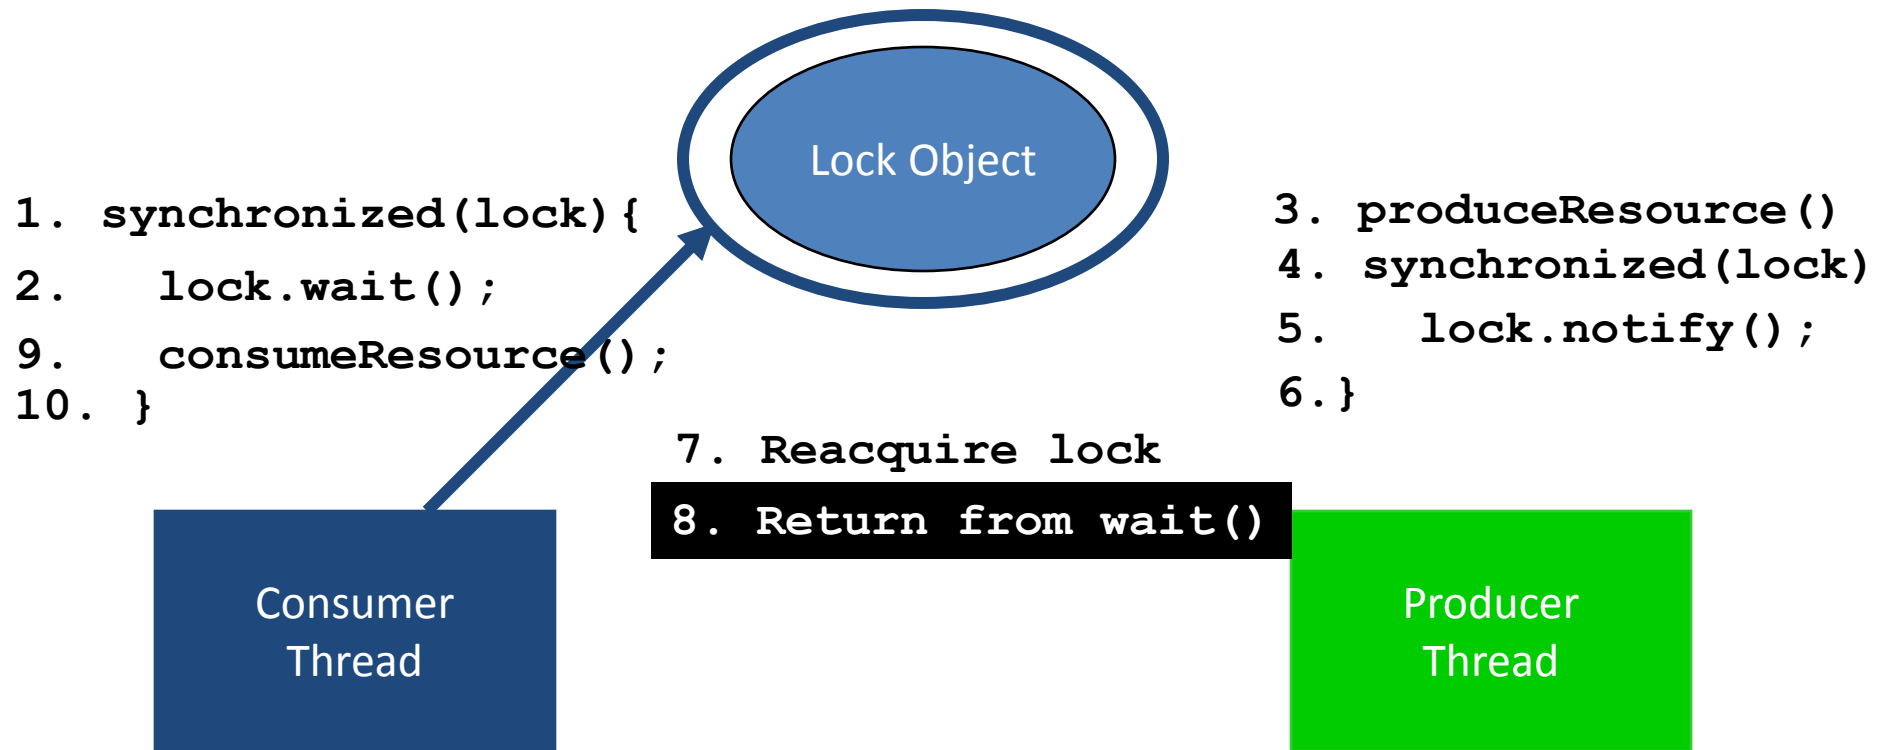 Lock Object
1. synchronized(lock){
2.   lock.wait();
9.   consumeResource();
10. }
3. produceResource()
4. synchronized(lock)
5.   lock.notify();
6.}
7. Reacquire lock
8. Return from wait()
Consumer
Thread
Producer
Thread